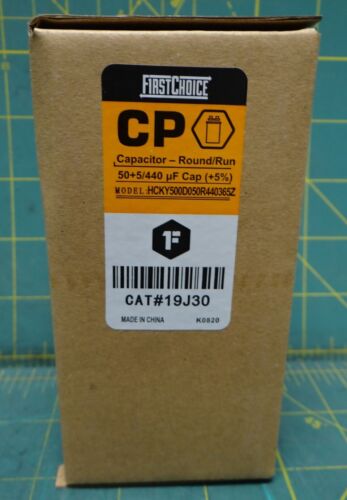 FIRSTCHOICE
CP
Capacitor – Round/Run
50+5/440 µF Cap (+5%)
MODEL:HCKY500D050R440365Z
1F
CAT#19J30
MADE IN CHINA K0820